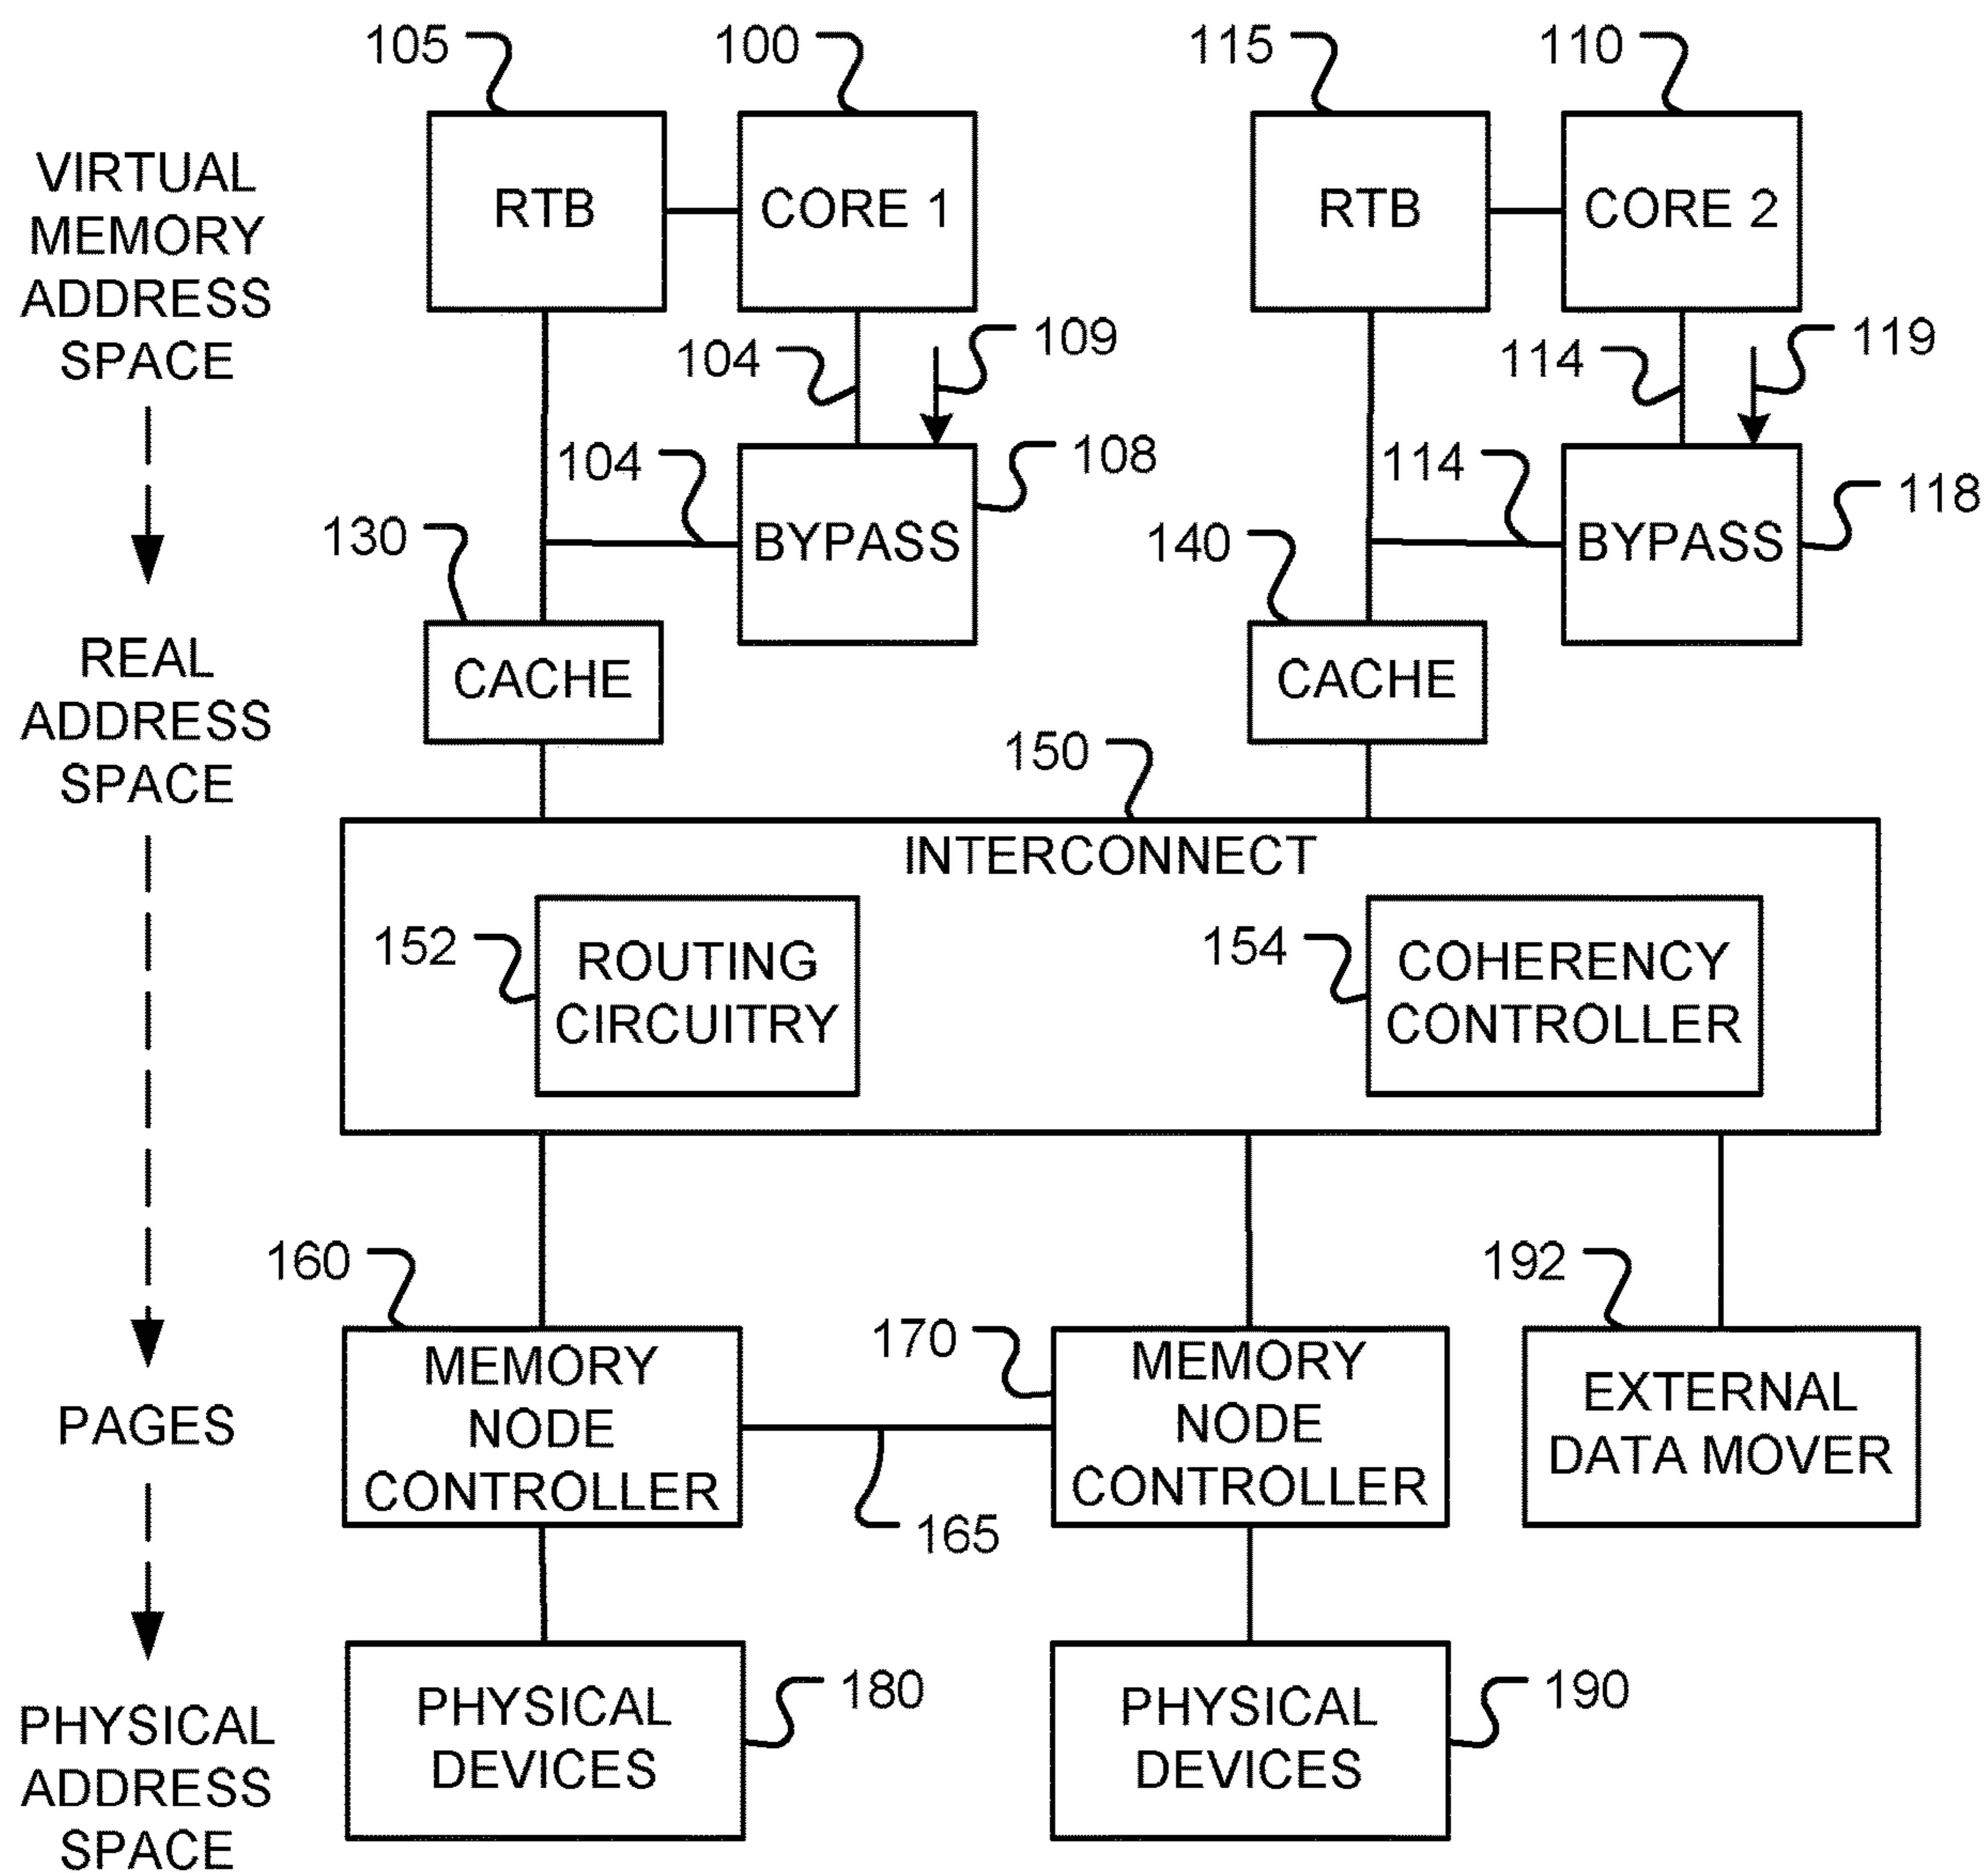 105
100
115
110
VIRTUAL
MEMORY
ADDRESS
SPACE
RTB
CORE 1
RTB
CORE 2
104
109
114
119
104
108
114
118
130
BYPASS
140
BYPASS
REAL
ADDRESS
SPACE
CACHE
CACHE
150
INTERCONNECT
152
ROUTING
CIRCUITRY
154
COHERENCY
CONTROLLER
160
170
192
PAGES
MEMORY
NODE
CONTROLLER
MEMORY
NODE
CONTROLLER
EXTERNAL
DATA MOVER
165
PHYSICAL
ADDRESS
SPACE
PHYSICAL
DEVICES
180
PHYSICAL
DEVICES
190